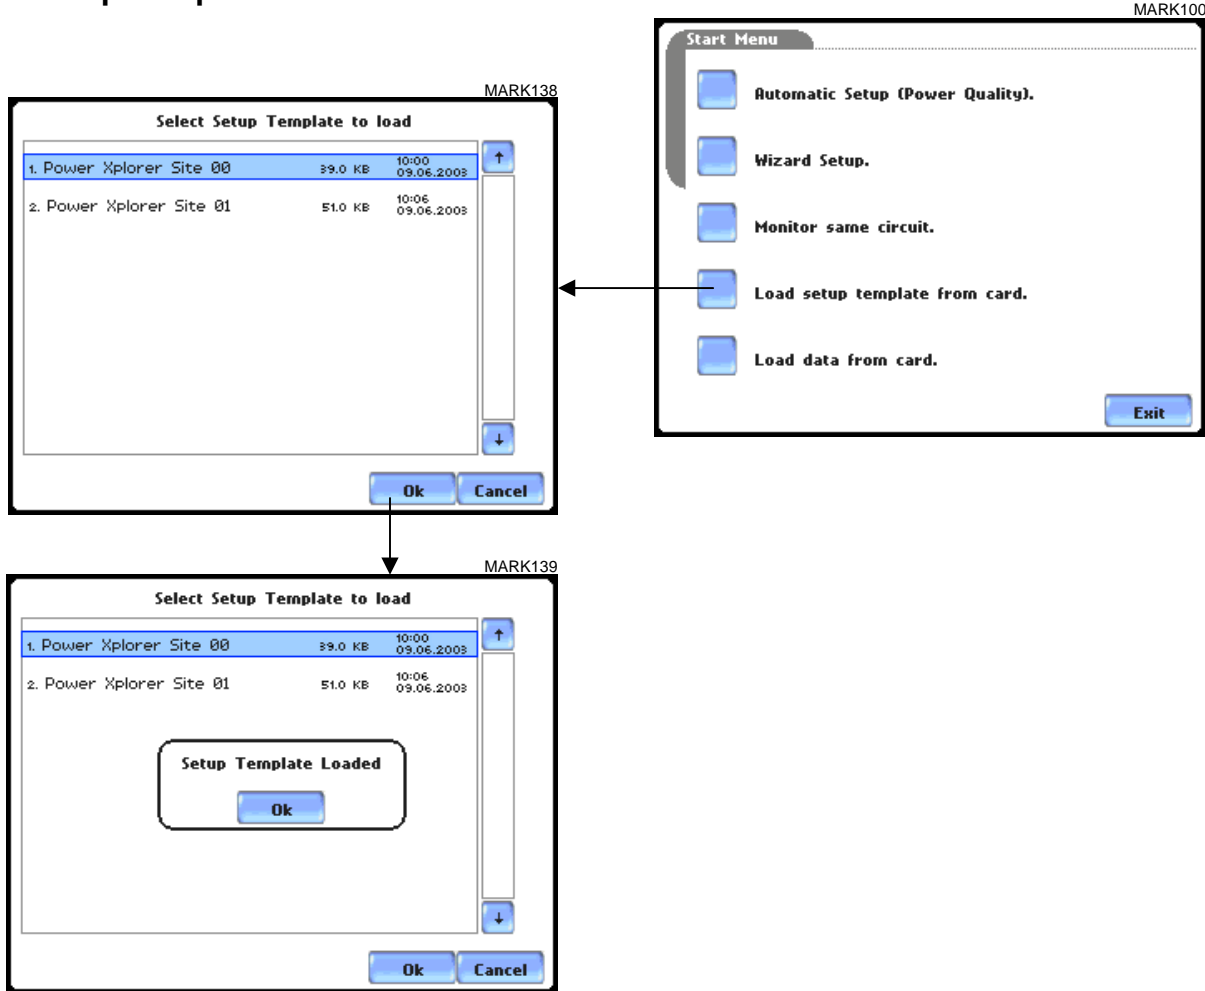 MARK100
Start Menu
Automatic Setup (Power Quality).
Wizard Setup.
Monitor same circuit.
Load setup template from card.
Load data from card.
Exit
MARK138
Select Setup Template to load
1. Power Xplorer Site 00 39.0 KB 10:00 09.06.2003
2. Power Xplorer Site 01 51.0 KB 10:06 09.06.2003
Ok Cancel
MARK139
Select Setup Template to load
1. Power Xplorer Site 00 39.0 KB 10:00 09.06.2003
2. Power Xplorer Site 01 51.0 KB 10:06 09.06.2003
Setup Template Loaded
Ok
Ok Cancel